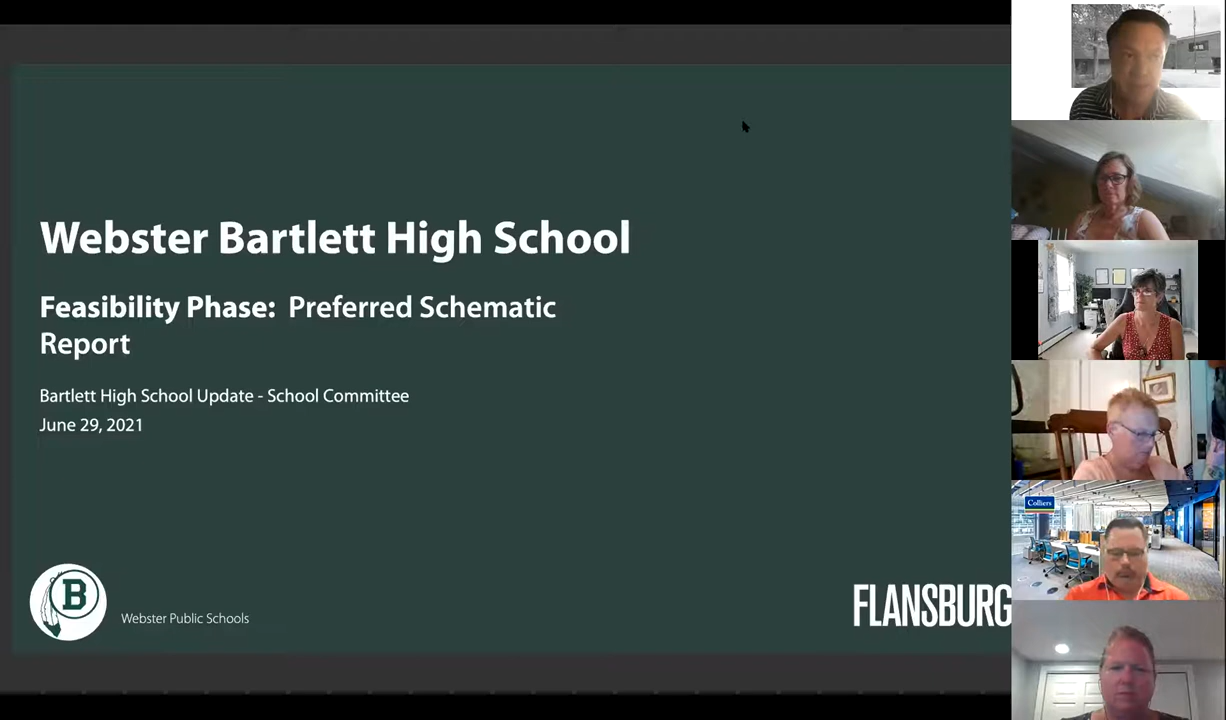 Webster Bartlett High School
Feasibility Phase: Preferred Schematic
Report
Bartlett High School Update - School Committee
June 29, 2021
B
Webster Public Schools
FLANSBURG
Colliers